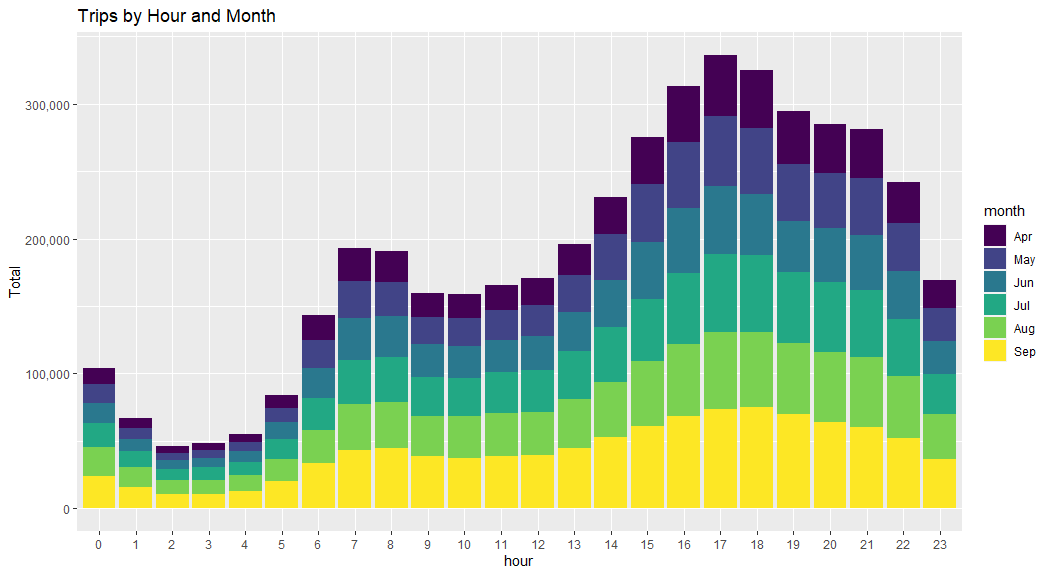 Trips by Hour and Month
Total
300,000
200,000
100,000
0
0 1 2 3 4 5 6 7 8 9 10 11 12 13 14 15 16 17 18 19 20 21 22 23
hour
month
Apr
May
Jun
Jul
Aug
Sep